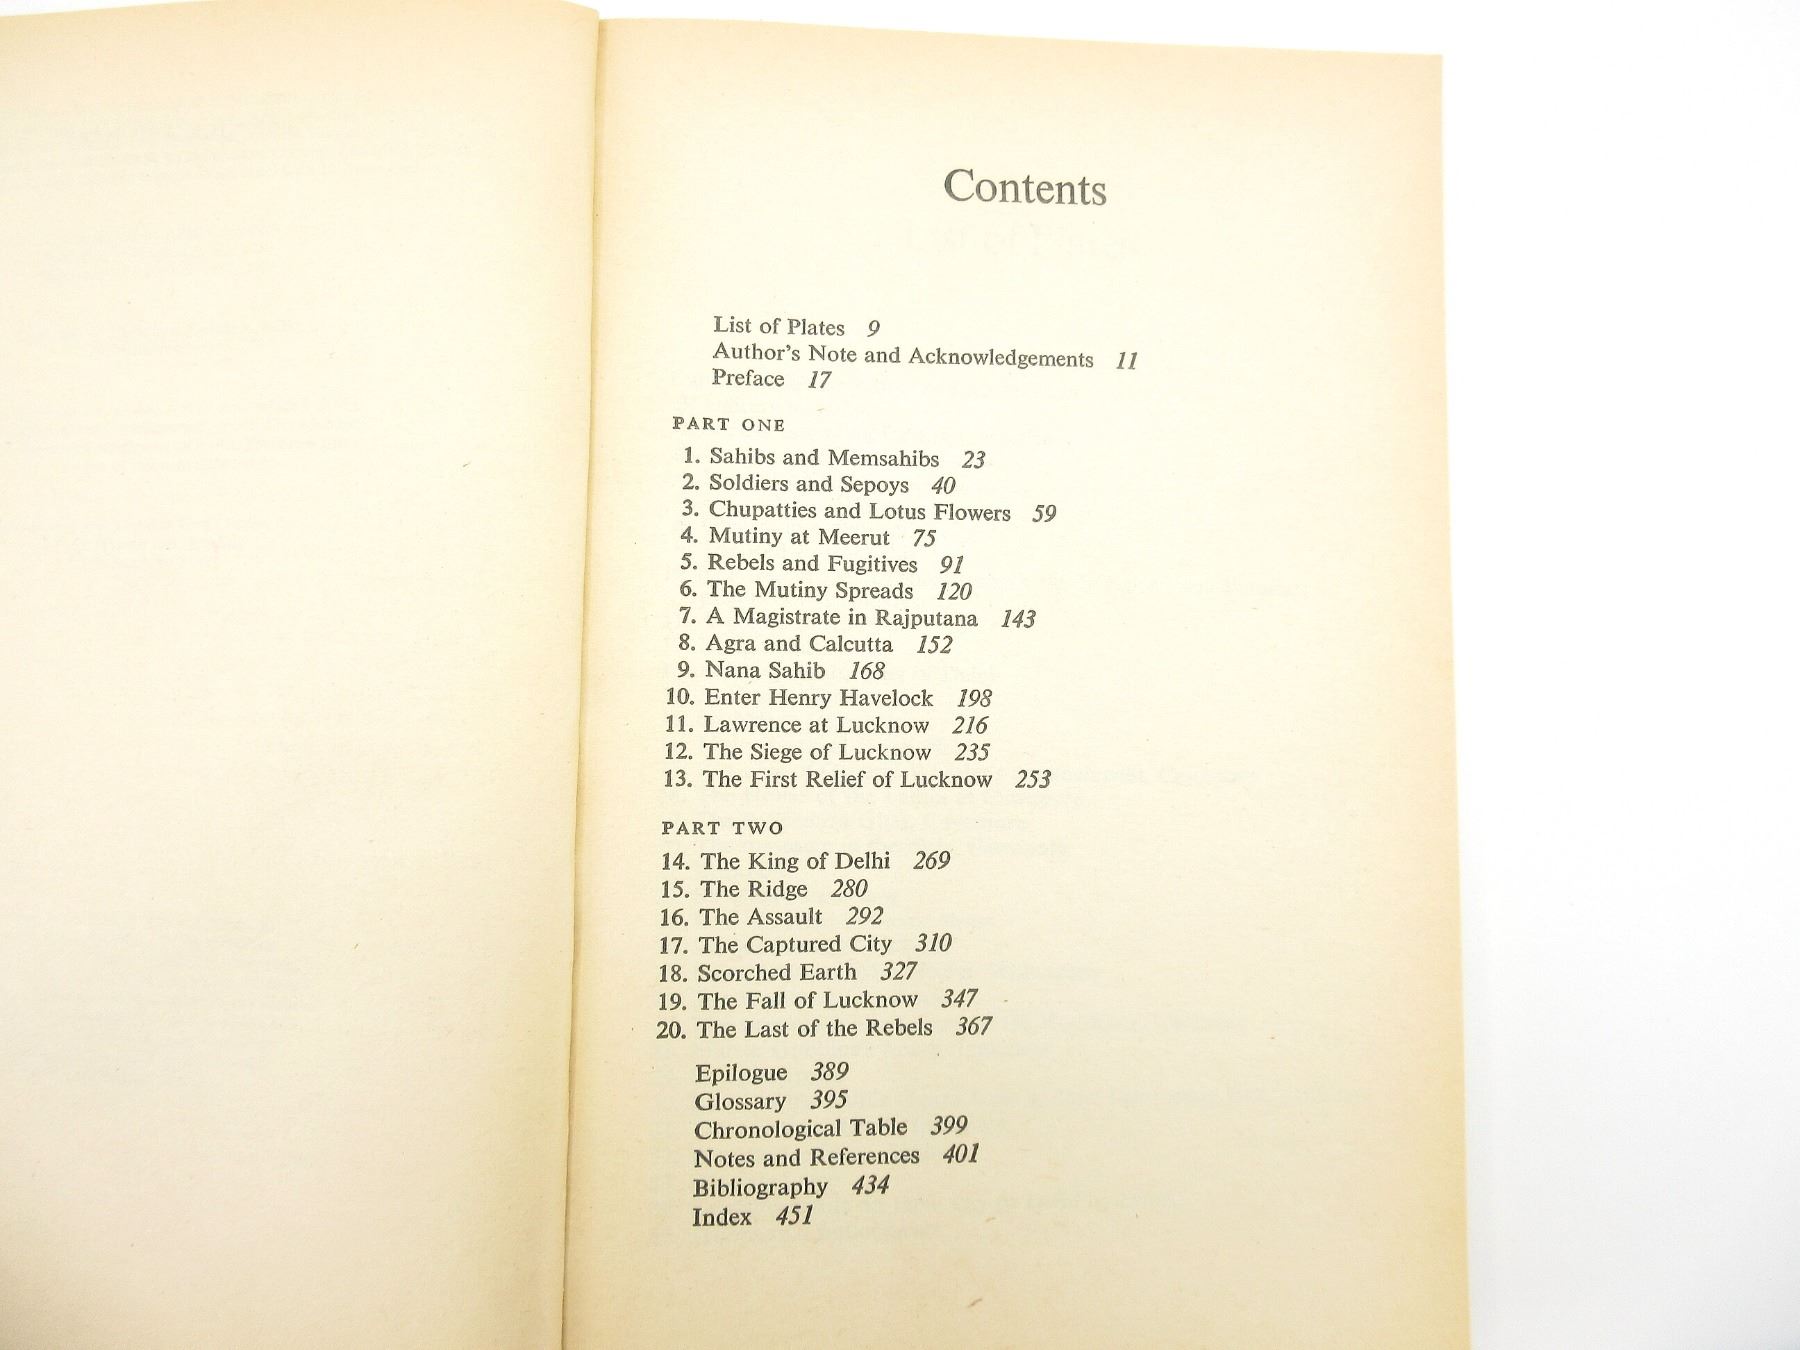 Contents
List of Plates 9
Author's Note and Acknowledgements 11
Preface 17
PART ONE
1. Sahibs and Memsahibs 23
2. Soldiers and Sepoys 40
3. Chupatties and Lotus Flowers 59
4. Mutiny at Meerut 75
5. Rebels and Fugitives 91
6. The Mutiny Spreads 120
7. A Magistrate in Rajputana 143
8. Agra and Calcutta 152
9. Nana Sahib 168
10. Enter Henry Havelock 198
11. Lawrence at Lucknow 216
12. The Siege of Lucknow 235
13. The First Relief of Lucknow 253
PART TWO
14. The King of Delhi 269
15. The Ridge 280
16. The Assault 292
17. The Captured City 310
18. Scorched Earth 327
19. The Fall of Lucknow 347
20. The Last of the Rebels 367
Epilogue 389
Glossary 395
Chronological Table 399
Notes and References 401
Bibliography 434
Index 451